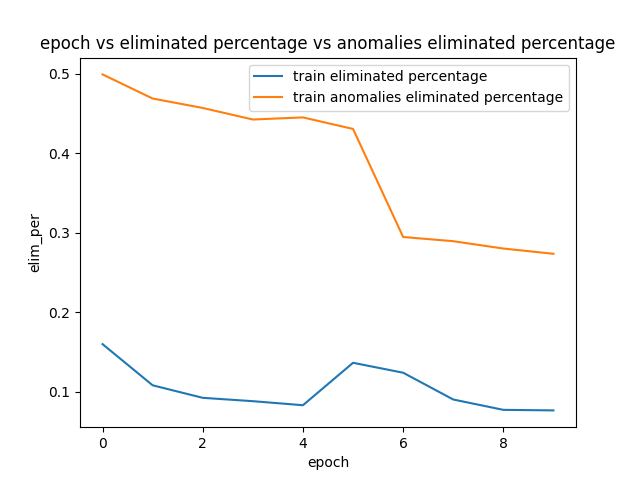 epoch vs eliminated percentage vs anomalies eliminated percentage
train eliminated percentage
train anomalies eliminated percentage
0.5
0.4
0.3
0.2
0.1
elim_per
0 2 4 6 8
epoch